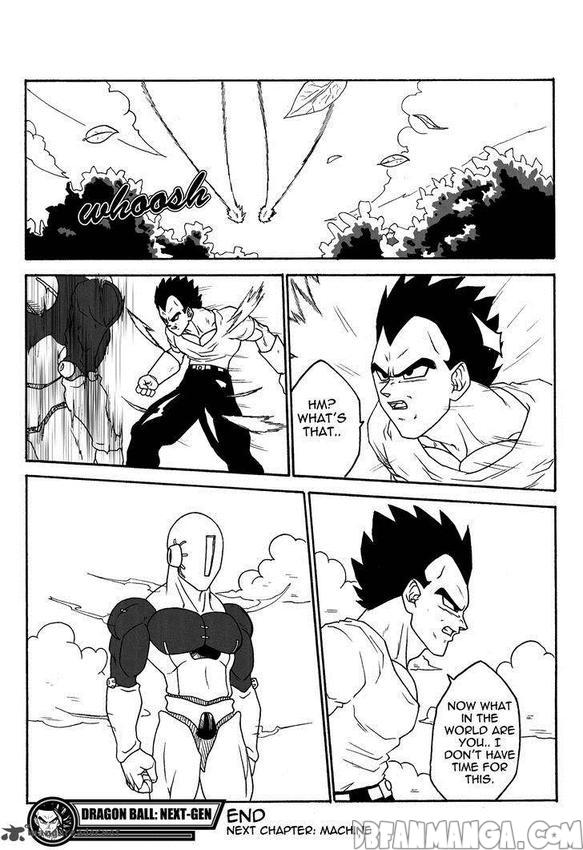 whoosh
HM?
WHAT'S
THAT..
NOW WHAT
IN THE
WORLD ARE
YOU.. I
DON'T HAVE
TIME FOR
THIS.
DRAGON BALL: NEXT-GEN
END
NEXT CHAPTER: MACHINE
DBFANMANGA.COM